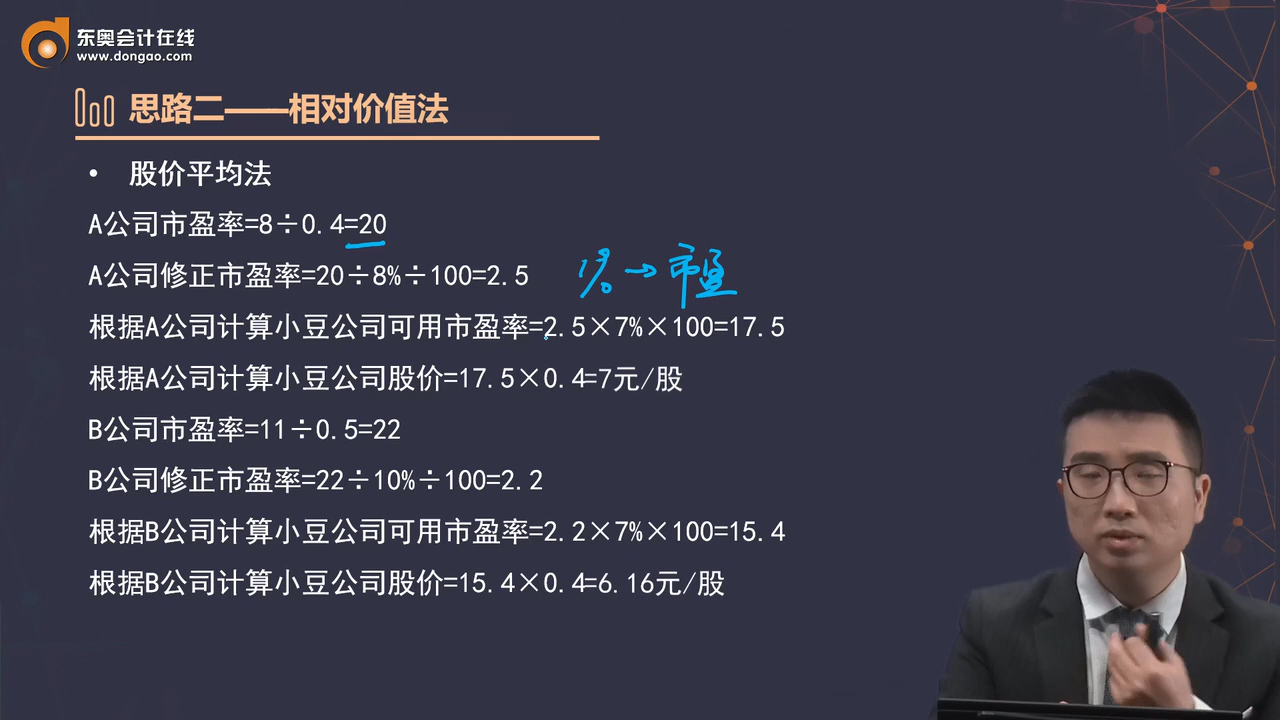 东奥会计在线
www.dongao.com
思路二——相对价值法
• 股价平均法
A公司市盈率=8÷0.4=20
A公司修正市盈率=20÷8%÷100=2.5
1% → 市盈
根据A公司计算小豆公司可用市盈率=2.5×7%×100=17.5
根据A公司计算小豆公司股价=17.5×0.4=7元/股
B公司市盈率=11÷0.5=22
B公司修正市盈率=22÷10%÷100=2.2
根据B公司计算小豆公司可用市盈率=2.2×7%×100=15.4
根据B公司计算小豆公司股价=15.4×0.4=6.16元/股